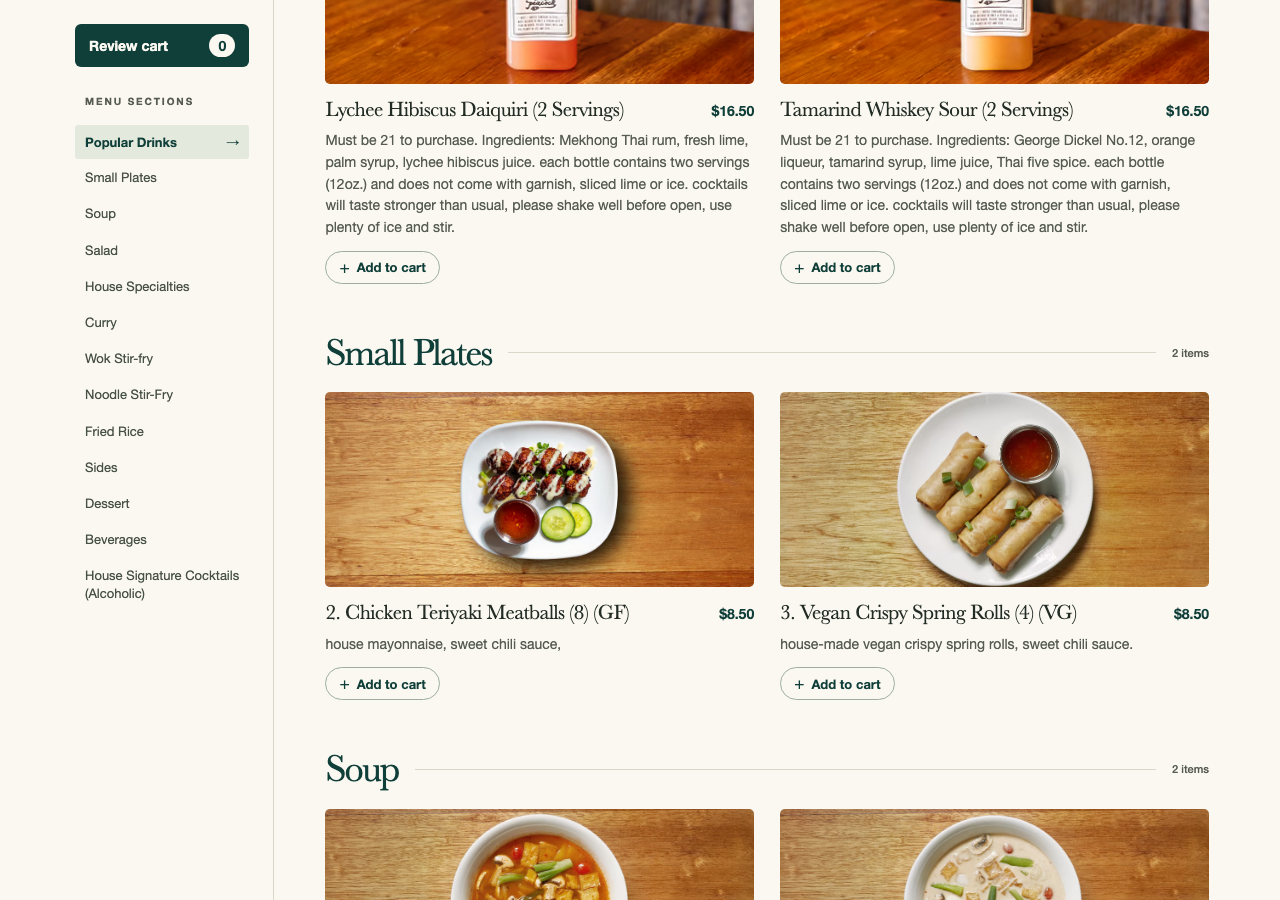 Review cart 0
MENU SECTIONS
Popular Drinks →
Small Plates
Soup
Salad
House Specialties
Curry
Wok Stir-fry
Noodle Stir-Fry
Fried Rice
Sides
Dessert
Beverages
House Signature Cocktails
(Alcoholic)
Lychee Hibiscus Daiquiri (2 Servings) $16.50
Must be 21 to purchase. Ingredients: Mekhong Thai rum, fresh lime,
palm syrup, lychee hibiscus juice. each bottle contains two servings
(12oz.) and does not come with garnish, sliced lime or ice. cocktails
will taste stronger than usual, please shake well before open, use
plenty of ice and stir.
+ Add to cart
Tamarind Whiskey Sour (2 Servings) $16.50
Must be 21 to purchase. Ingredients: George Dickel No.12, orange
liqueur, tamarind syrup, lime juice, Thai five spice. each bottle
contains two servings (12oz.) and does not come with garnish,
sliced lime or ice. cocktails will taste stronger than usual, please
shake well before open, use plenty of ice and stir.
+ Add to cart
Small Plates 2 items
2. Chicken Teriyaki Meatballs (8) (GF) $8.50
house mayonnaise, sweet chili sauce,
+ Add to cart
3. Vegan Crispy Spring Rolls (4) (VG) $8.50
house-made vegan crispy spring rolls, sweet chili sauce.
+ Add to cart
Soup 2 items